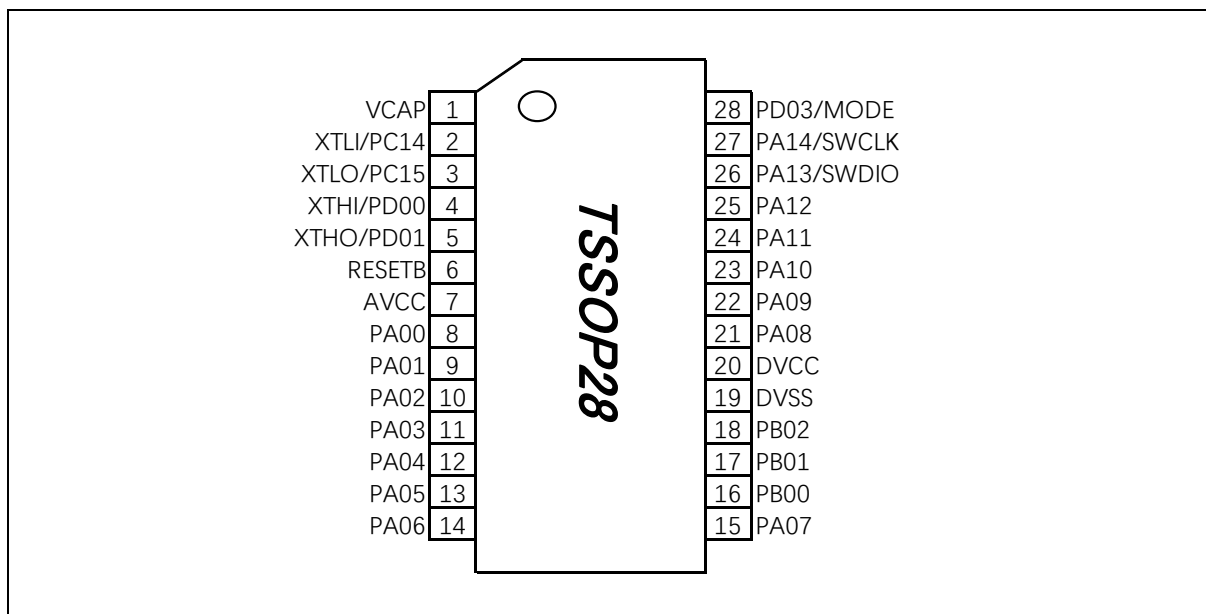 VCAP 1 28 PD03/MODE
XTLI/PC14 2 27 PA14/SWCLK
XTLO/PC15 3 26 PA13/SWDIO
XTHI/PD00 4 25 PA12
XTHO/PD01 5 24 PA11
RESETB 6 23 PA10
AVCC 7 22 PA09
PA00 8 21 PA08
PA01 9 20 DVCC
PA02 10 19 DVSS
PA03 11 18 PB02
PA04 12 17 PB01
PA05 13 16 PB00
PA06 14 15 PA07
TSSOP28